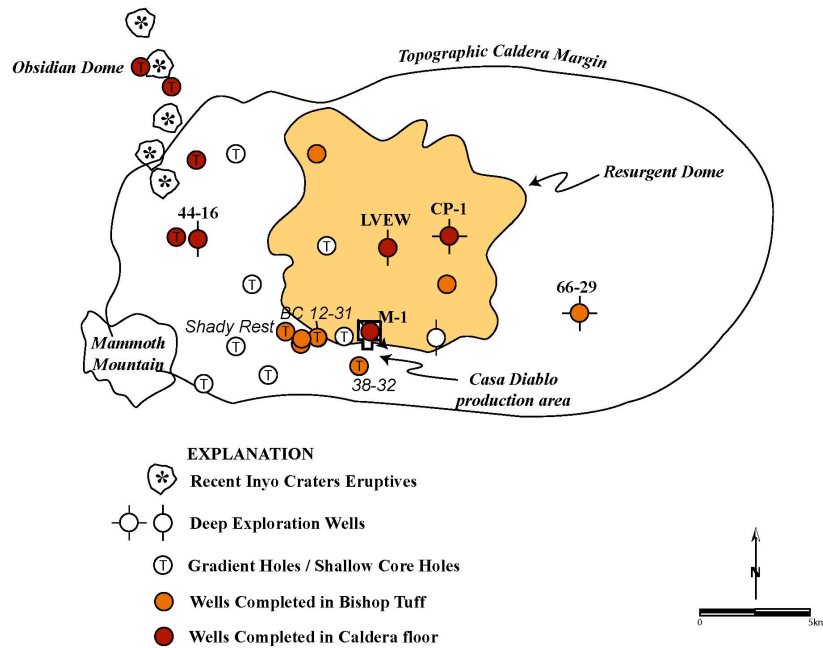 Topographic Caldera Margin
Obsidian Dome
*
*
T
T
*
*
*
T
T
Resurgent Dome
44-16
LVEW
CP-1
T
T
T
66-29
BC 12-31
M-1
Shady Rest
T
T
T
Mammoth
Mountain
T
T
38-32
T
T
Casa Diablo
production area
EXPLANATION
* Recent Inyo Craters Eruptives
Deep Exploration Wells
T Gradient Holes / Shallow Core Holes
Wells Completed in Bishop Tuff
Wells Completed in Caldera floor
N
0 5kn